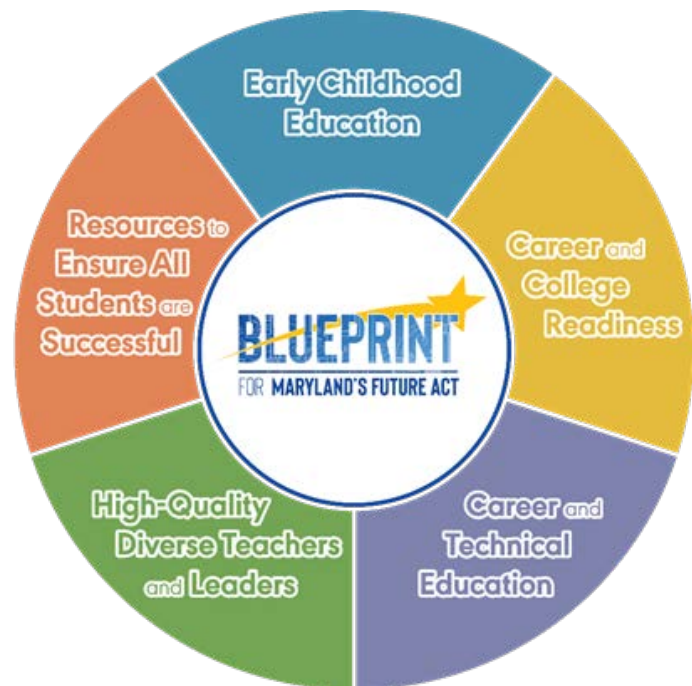 Early Childhood
Education
Career and
College
Readiness
Career and
Technical
Education
High-Quality
Diverse Teachers
and Leaders
Resources to
Ensure All
Students are
Successful
BLUEPRINT
FOR MARYLAND'S FUTURE ACT